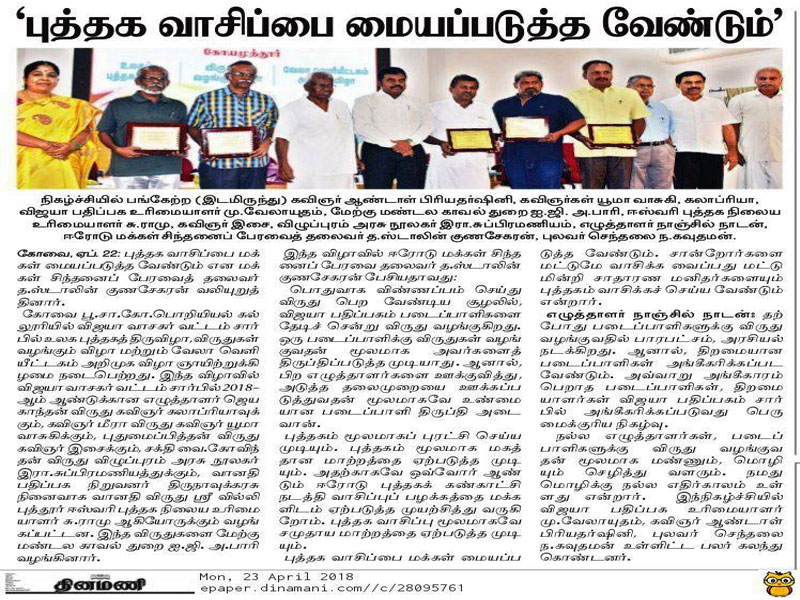 ‘புத்தக வாசிப்பை மையப்படுத்த வேண்டும்’
கோயமுத்தூர்
நிகழ்ச்சியில் பங்கேற்ற (இடமிருந்து) கவிஞர் ஆண்டாள் பிரியதர்ஷினி, கவிஞர்கள் யூமா வாசுகி, கலாப்ரியா,
விஜயா பதிப்பக உரிமையாளர் மு.வேலாயுதம், மேற்கு மண்டல காவல் துறை ஐ.ஜி. அ.பாரி, ஈஸ்வரி புத்தக நிலைய
உரிமையாளர் சு.ராமு, கவிஞர் இசை, விழுப்புரம் அரசு நூலகர் இரா.சுப்பிரமணியம், எழுத்தாளர் நாஞ்சில் நாடன்,
ஈரோடு மக்கள் சிந்தனைப் பேரவைத் தலைவர் த.ஸ்டாலின் குணசேகரன், புலவர் செந்தலை ந.கவுதமன்.
கோவை, ஏப். 22: புத்தக வாசிப்பை மக்
கள் மையப்படுத்த வேண்டும் என மக்
கள் சிந்தனைப் பேரவைத் தலைவர்
த.ஸ்டாலின் குணசேகரன் வலியுறுத்
தினார்.
கோவை பூ.சா.கோ.பொறியியல் கல்
லூரியில் விஜயா வாசகர் வட்டம் சார்
பில் உலக புத்தகத் திருவிழா, விருதுகள்
வழங்கும் விழா மற்றும் வேலா வெளி
யீட்டகம் அறிமுக விழா ஞாயிற்றுக்கி
ழமை நடைபெற்றது. இந்த விழாவில்
விஜயா வாசகர் வட்டம் சார்பில் 2018-
ஆம் ஆண்டுக்கான எழுத்தாளர் ஜெய
காந்தன் விருது கவிஞர் கலாப்ரியாவுக்
கும், கவிஞர் மீரா விருது கவிஞர் யூமா
வாசுகிக்கும், புதுமைப்பித்தன் விருது
கவிஞர் இசைக்கும், சக்தி வை.கோவிந்
தன் விருது விழுப்புரம் அரசு நூலகர்
இரா.சுப்பிரமணியத்துக்கும், வானதி
பதிப்பக நிறுவனர் திருநாவுக்கரசு
நினைவாக வானதி விருது ஸ்ரீ வில்லி
புத்தூர் ஈஸ்வரி புத்தக நிலைய உரிமை
யாளர் சு.ராமு ஆகியோருக்கும் வழங்
கப்பட்டன. இந்த விருதுகளை மேற்கு
மண்டல காவல் துறை ஐ.ஜி. அ.பாரி
வழங்கினார்.
இந்த விழாவில் ஈரோடு மக்கள் சிந்த
னைப் பேரவை தலைவர் த.ஸ்டாலின்
குணசேகரன் பேசியதாவது:
பொதுவாக விண்ணப்பம் செய்து
விருது பெற வேண்டிய சூழலில்,
விஜயா பதிப்பகம் படைப்பாளிகளை
தேடிச் சென்று விருது வழங்குகிறது.
ஒரு படைப்பாளிக்கு விருதுகள் வழங்
குவதன் மூலமாக அவர்களைத்
திருப்திப்படுத்த முடியாது. ஆனால்,
பிற எழுத்தாளர்களை ஊக்குவித்து,
அடுத்த தலைமுறையை ஊக்கப்ப
டுத்துவதன் மூலமாகவே உண்மை
யான படைப்பாளி திருப்தி அடை
வான்.
புத்தகம் மூலமாகப் புரட்சி செய்ய
முடியும். புத்தகம் மூலமாக மகத்
தான மாற்றத்தை ஏற்படுத்த முடி
யும். அதற்காகவே ஒவ்வோர் ஆண்
டும் ஈரோடு புத்தகக் கண்காட்சி
நடத்தி வாசிப்புப் பழக்கத்தை மக்க
ளிடம் ஏற்படுத்த முயற்சித்து வருகி
றோம். புத்தக வாசிப்பு மூலமாகவே
சமுதாய மாற்றத்தை ஏற்படுத்த முடி
யும்.
புத்தக வாசிப்பை மக்கள் மையப்ப
டுத்த வேண்டும். சான்றோர்களை
மட்டுமே வாசிக்க வைப்பது மட்டு
மின்றி சாதாரண மனிதர்களையும்
புத்தகம் வாசிக்கச் செய்ய வேண்டும்
என்றார்.
எழுத்தாளர் நாஞ்சில் நாடன்: தற்
போது படைப்பாளிகளுக்கு விருது
வழங்குவதில் பாரபட்சம், அரசியல்
நடக்கிறது. ஆனால், திறமையான
படைப்பாளிகள் அங்கீகரிக்கப்பட
வேண்டும். அவ்வாறு அங்கீகாரம்
பெறாத படைப்பாளிகள், திறமை
யாளர்கள் விஜயா பதிப்பகம் சார்
பில் அங்கீகரிக்கப்படுவது பெரு
மைக்குரிய நிகழ்வு.
நல்ல எழுத்தாளர்கள், படைப்
பாளிகளுக்கு விருது வழங்குவ
தன் மூலமாக மண்ணும், மொழி
யும் செழித்து வளரும். நமது
மொழிக்கு நல்ல எதிர்காலம் உள்
ளது என்றார். இந்நிகழ்ச்சியில்
விஜயா பதிப்பக உரிமையாளர்
மு.வேலாயுதம், கவிஞர் ஆண்டாள்
பிரியதர்ஷினி, புலவர் செந்தலை
ந.கவுதமன் உள்ளிட்ட பலர் கலந்து
கொண்டனர்.
தினமணி
Mon, 23 April 2018
epaper.dinamani.com//c/28095761